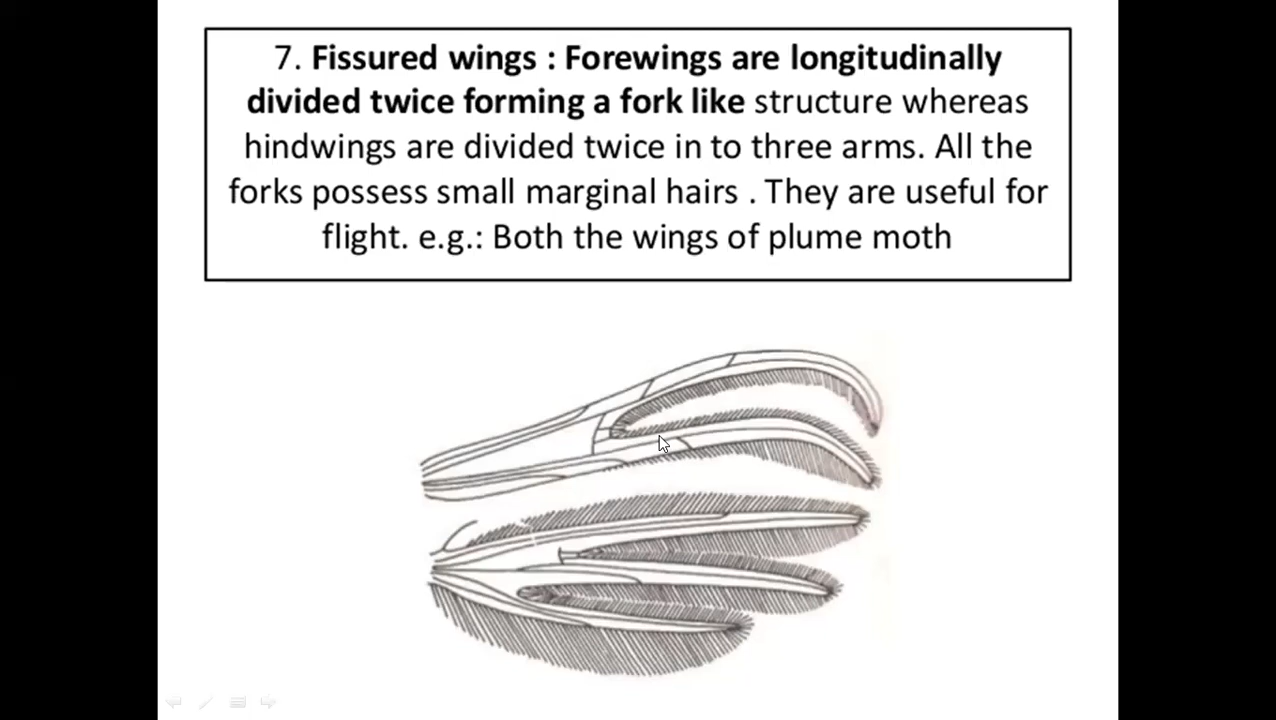 7. Fissured wings : Forewings are longitudinally
divided twice forming a fork like structure whereas
hindwings are divided twice in to three arms. All the
forks possess small marginal hairs . They are useful for
flight. e.g.: Both the wings of plume moth